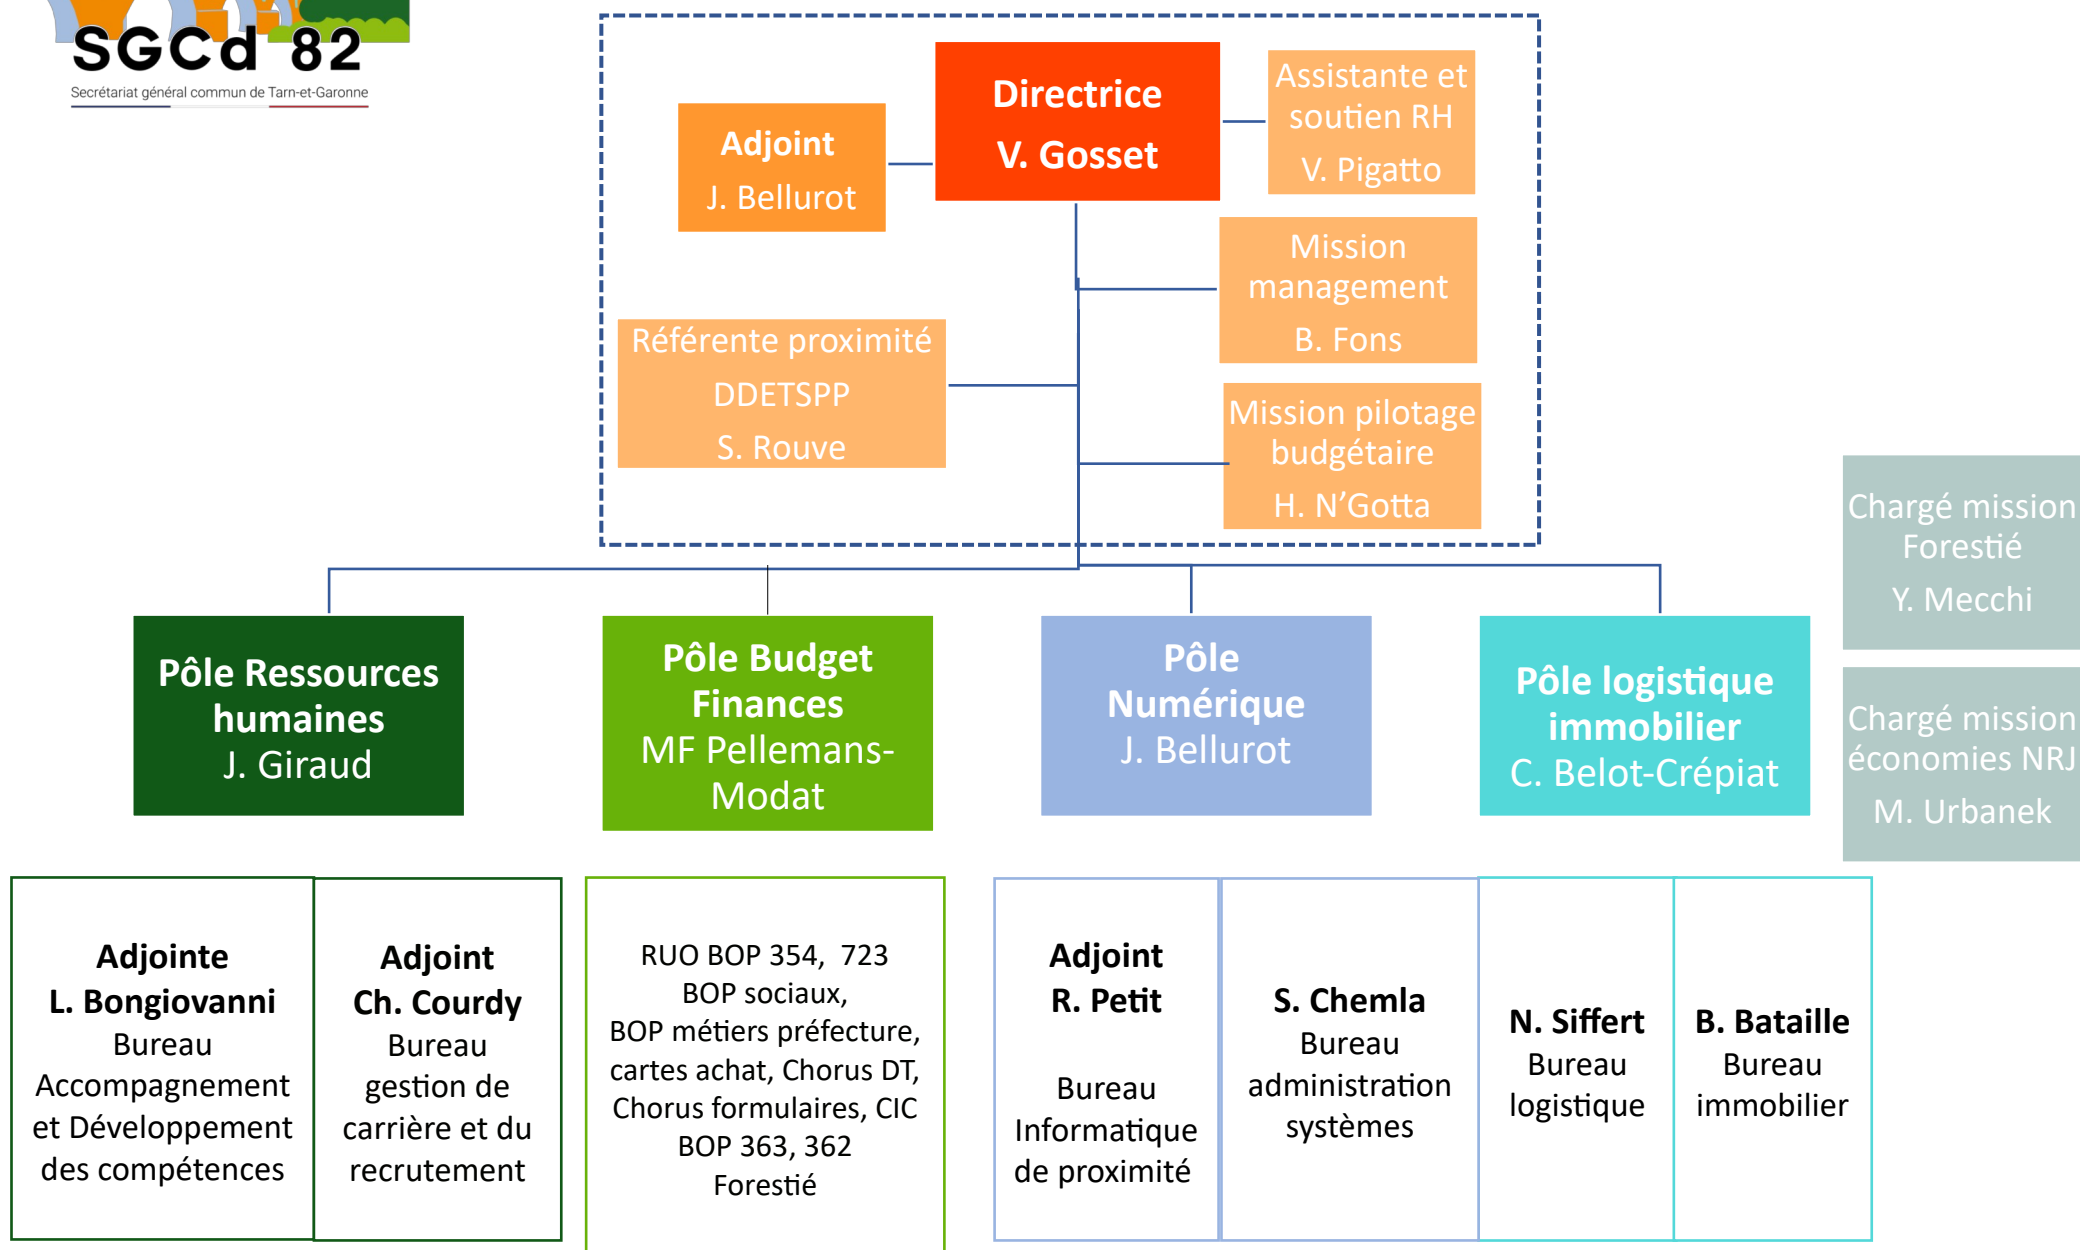 SGCd 82
Secrétariat général commun de Tarn-et-Garonne
Directrice
V. Gosset
Adjoint
J. Bellurot
Assistante et
soutien RH
V. Pigatto
Mission
management
B. Fons
Référente proximité
DDETSPP
S. Rouve
Mission pilotage
budgétaire
H. N’Gotta
Chargé mission
Forestié
Y. Mecchi
Chargé mission
économies NRJ
M. Urbanek
Pôle Ressources
humaines
J. Giraud
Pôle Budget
Finances
MF Pellemans-
Modat
Pôle
Numérique
J. Bellurot
Pôle logistique
immobilier
C. Belot-Crépiat
Adjointe
L. Bongiovanni
Bureau
Accompagnement
et Développement
des compétences
Adjoint
Ch. Courdy
Bureau
gestion de
carrière et du
recrutement
RUO BOP 354, 723
BOP sociaux,
BOP métiers préfecture,
cartes achat, Chorus DT,
Chorus formulaires, CIC
BOP 363, 362
Forestié
Adjoint
R. Petit
Bureau
Informatique
de proximité
S. Chemla
Bureau
administration
systèmes
N. Siffert
Bureau
logistique
B. Bataille
Bureau
immobilier